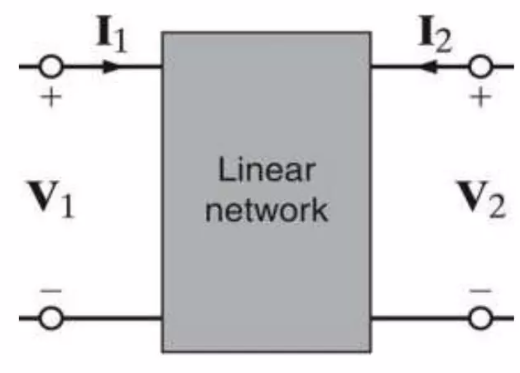 I1
I2
+
+
Linear
V1
V2
network
−
−